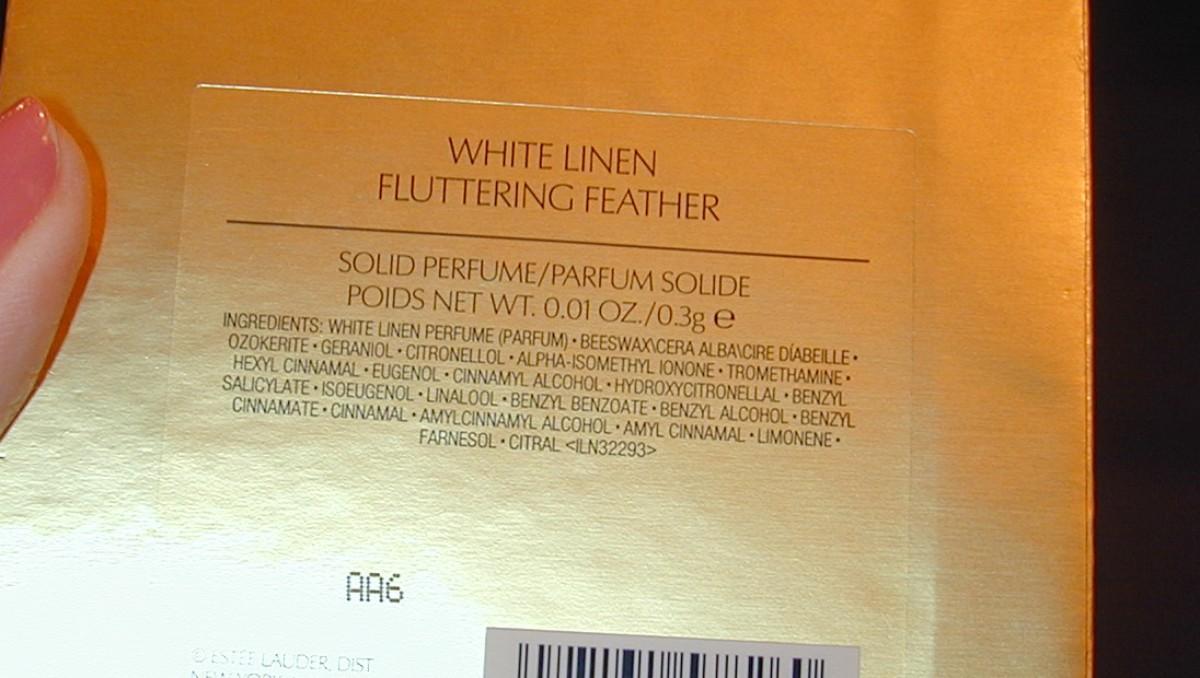 WHITE LINEN
FLUTTERING FEATHER
SOLID PERFUME/PARFUM SOLIDE
POIDS NET WT. 0.01 OZ./0.3g ℮
INGREDIENTS: WHITE LINEN PERFUME (PARFUM) • BEESWAX\CERA ALBA\CIRE DÍABEILLE •
OZOKERITE • GERANIOL • CITRONELLOL • ALPHA-ISOMETHYL IONONE • TROMETHAMINE •
HEXYL CINNAMAL • EUGENOL • CINNAMYL ALCOHOL • HYDROXYCITRONELLAL • BENZYL
SALICYLATE • ISOEUGENOL • LINALOOL • BENZYL BENZOATE • BENZYL ALCOHOL • BENZYL
CINNAMATE • CINNAMAL • AMYLCINNAMYL ALCOHOL • AMYL CINNAMAL • LIMONENE •
FARNESOL • CITRAL <ILN32293>
AA6
© ESTEE LAUDER, DIST.
NEW YORK